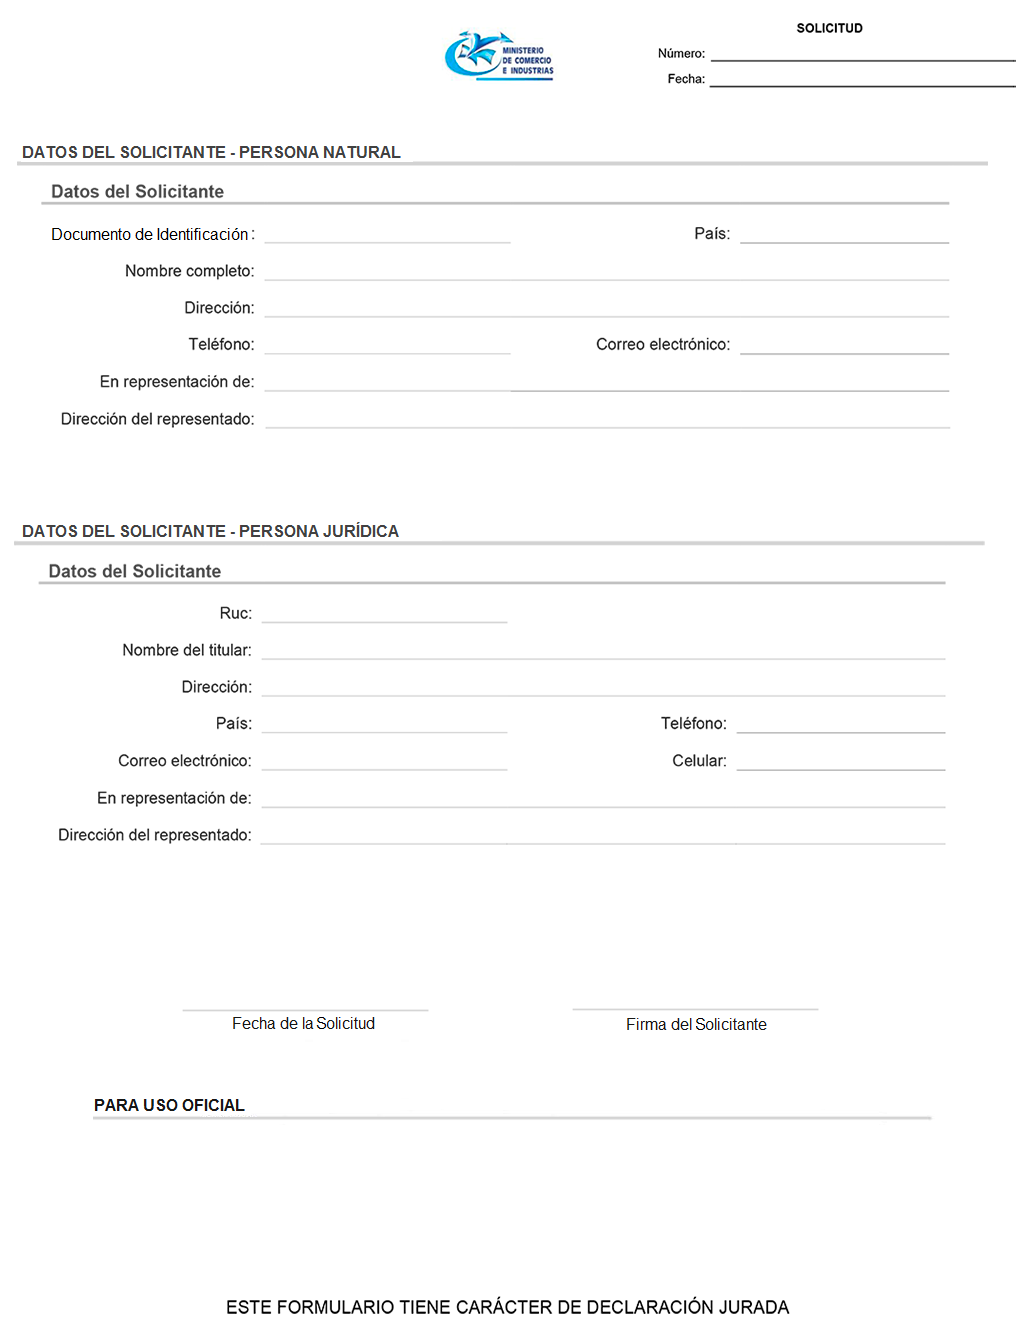 SOLICITUD
MINISTERIO
DE COMERCIO
E INDUSTRIAS
Número:
Fecha:
DATOS DEL SOLICITANTE - PERSONA NATURAL
Datos del Solicitante
Documento de Identificación : País:
Nombre completo:
Dirección:
Teléfono: Correo electrónico:
En representación de:
Dirección del representado:
DATOS DEL SOLICITANTE - PERSONA JURÍDICA
Datos del Solicitante
Ruc:
Nombre del titular:
Dirección:
País: Teléfono:
Correo electrónico: Celular:
En representación de:
Dirección del representado:
Fecha de la Solicitud Firma del Solicitante
PARA USO OFICIAL
ESTE FORMULARIO TIENE CARÁCTER DE DECLARACIÓN JURADA